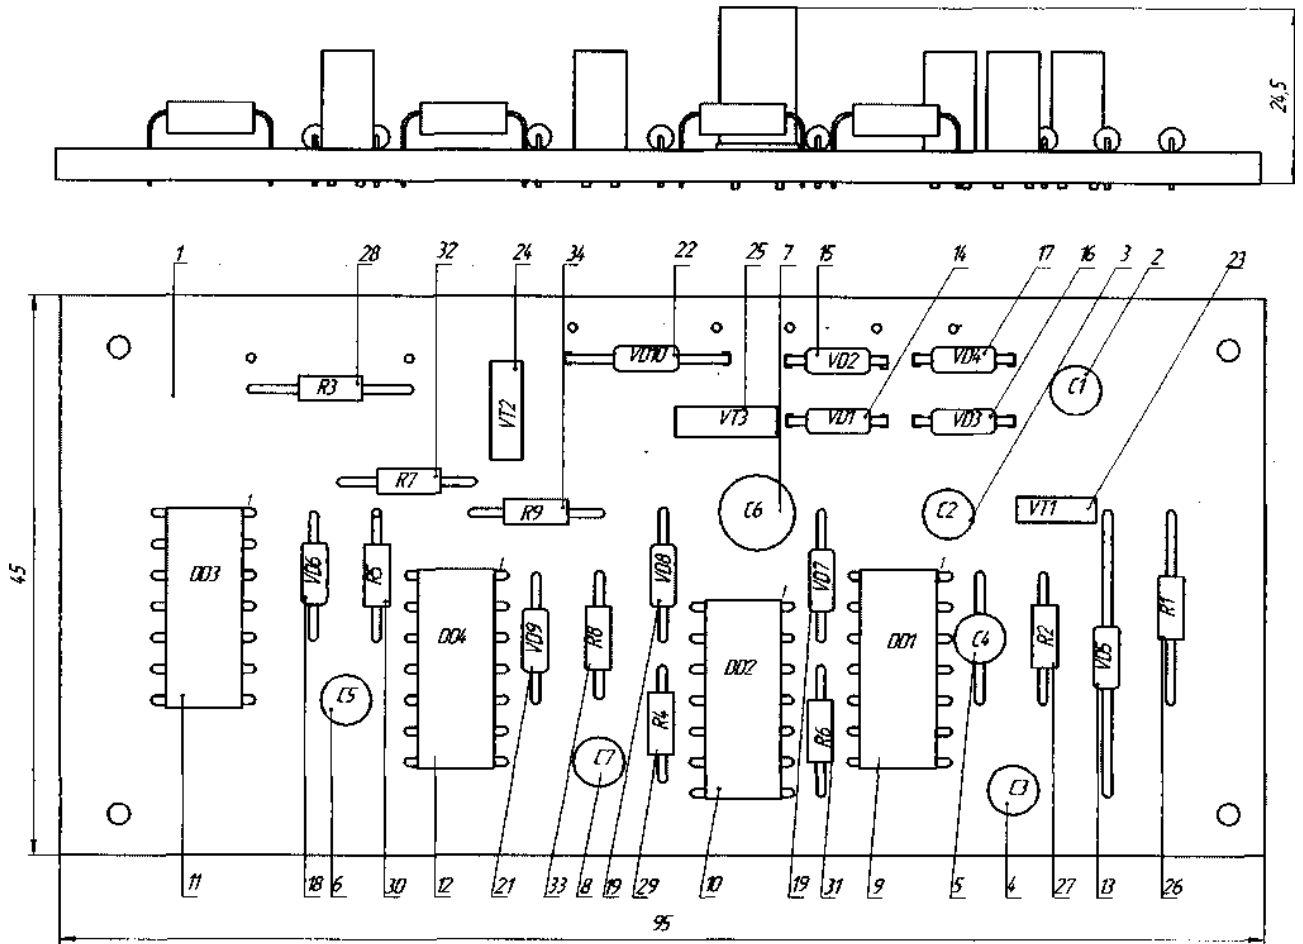 24,5
1 28 32 24 34 22 25 7 15 14 17 16 3 2 23
VD10 VD2 VD4
R3 C1
VT2 VT3 VD1 VD3
R7
1 R9 C6 C2 VT1
DD3 VD6 R5 1 VD8 VD7 1
45
DD4 VD9 R8 1 DD1 C4 R2 VD5 R1
DD2
C5 R4 R6
C7 C3
11 18 6 30 12 21 33 8 19 29 10 19 31 9 5 4 27 13 26
95